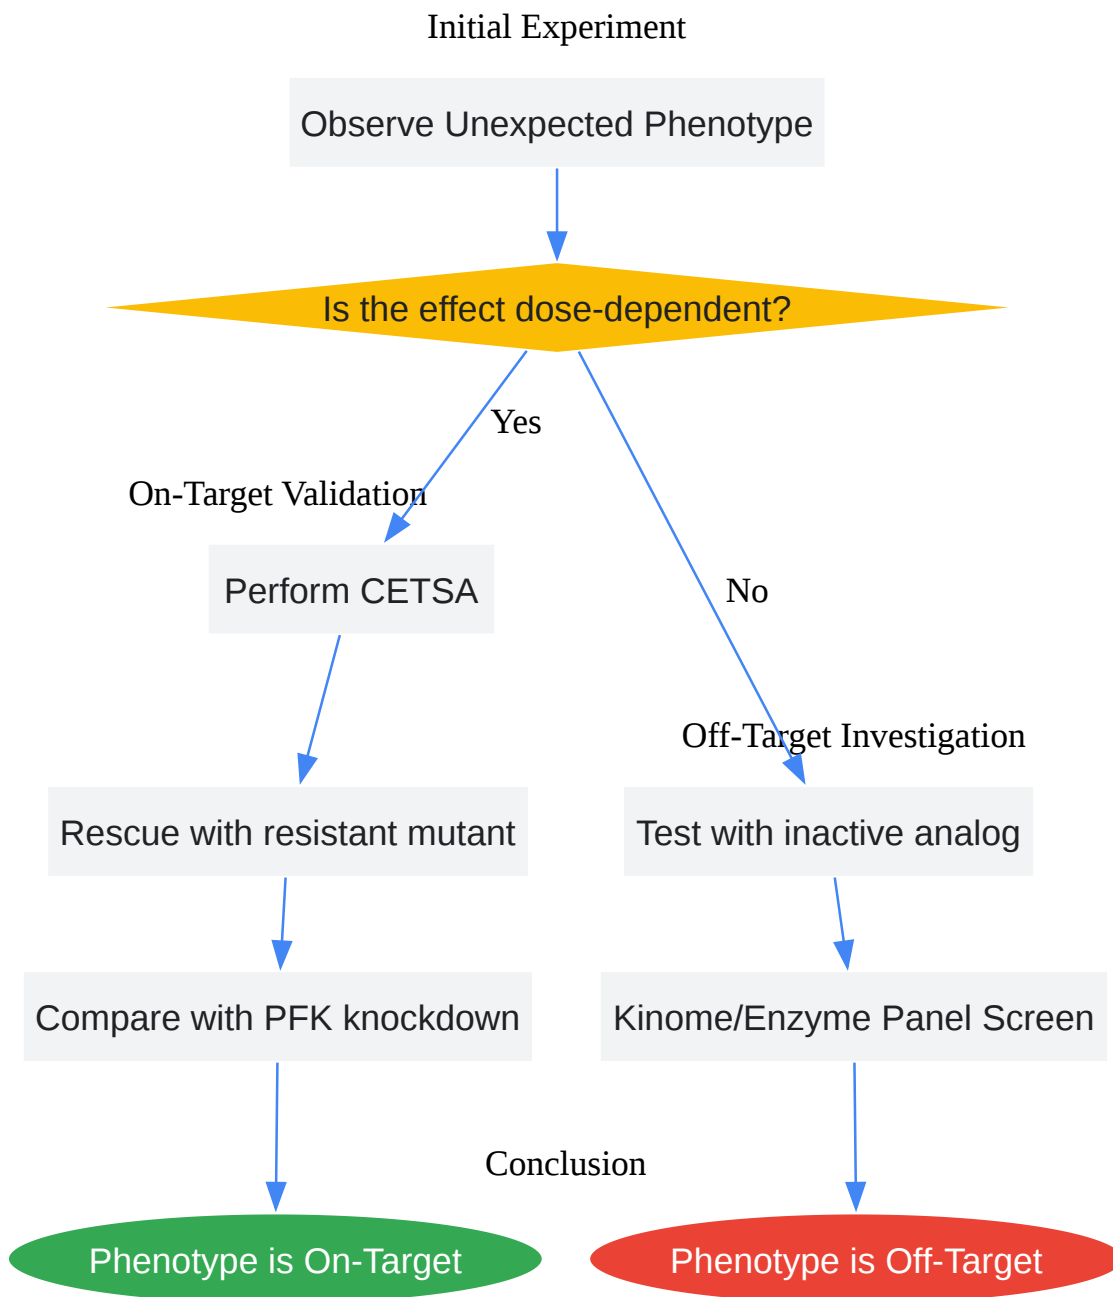 Initial Experiment
Observe Unexpected Phenotype
Is the effect dose-dependent?
Yes
On-Target Validation
Perform CETSA
No
Off-Target Investigation
Rescue with resistant mutant
Test with inactive analog
Compare with PFK knockdown
Kinome/Enzyme Panel Screen
Conclusion
Phenotype is On-Target
Phenotype is Off-Target